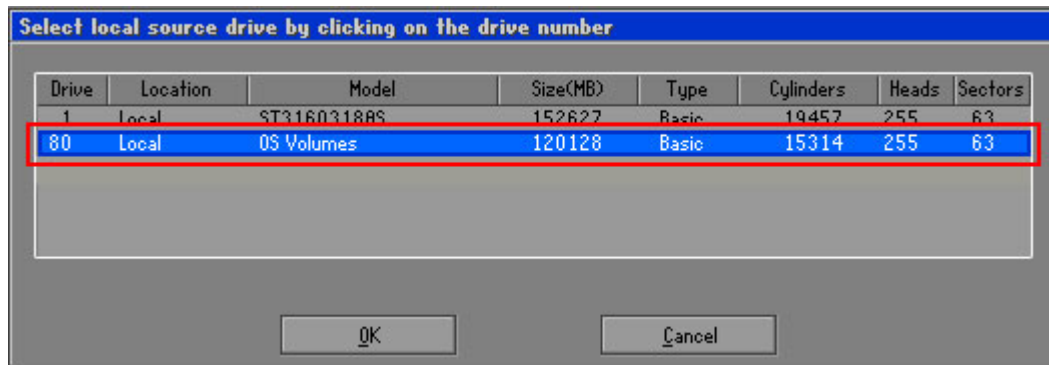 Select local source drive by clicking on the drive number
Drive Location Model Size(MB) Type Cylinders Heads Sectors
1 Local ST3160318AS 152627 Basic 19457 255 63
80 Local OS Volumes 120128 Basic 15314 255 63
OK Cancel